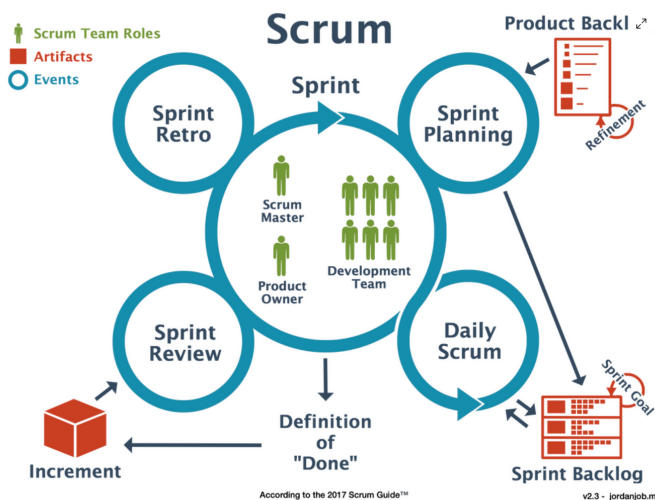 Scrum
Scrum Team Roles
Artifacts
Events
Product Backl
Refinement
Sprint
Sprint
Retro
Sprint
Planning
Scrum
Master
Product
Owner
Development
Team
Sprint
Review
Daily
Scrum
Sprint Goal
Definition
of
"Done"
Increment
Sprint Backlog
According to the 2017 Scrum Guide™
v2.3 - jordanjob.m